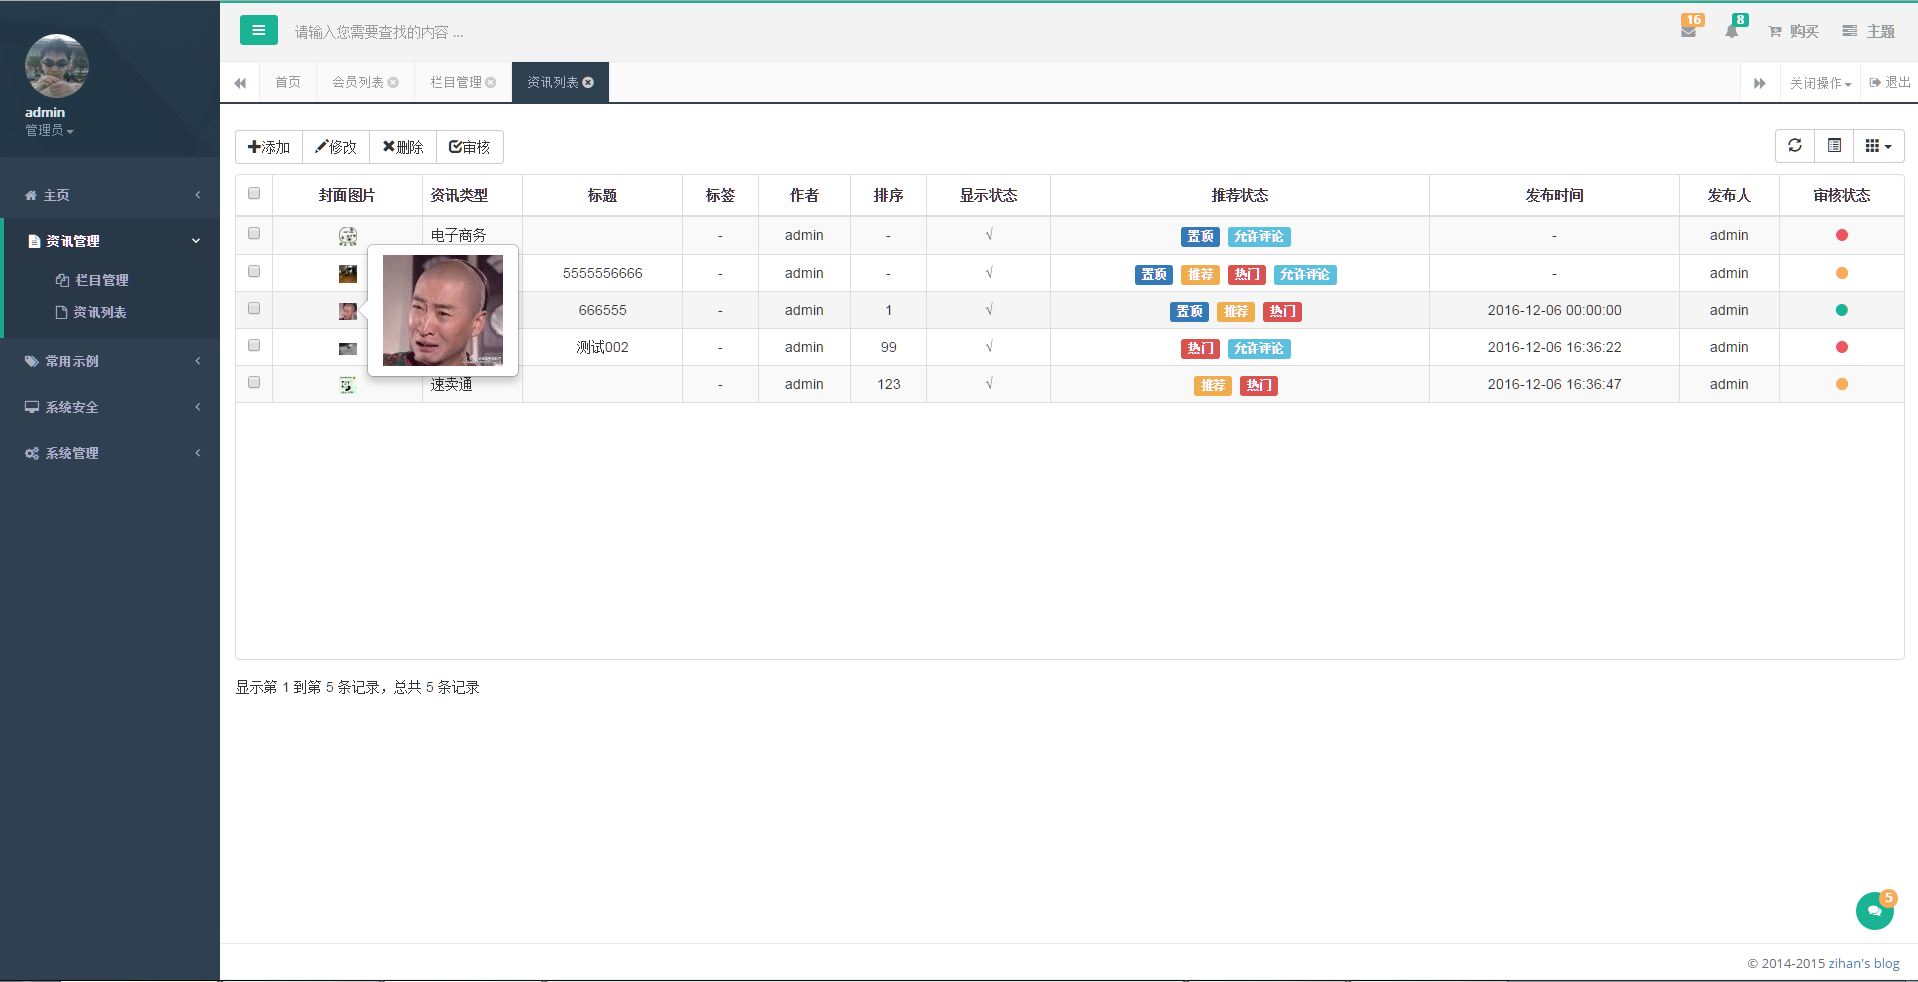 请输入您需要查找的内容 ...
16
8
购买
主题
admin
管理员
首页
会员列表
栏目管理
资讯列表
关闭操作
退出
主页
资讯管理
栏目管理
资讯列表
常用示例
系统安全
系统管理
添加 修改 删除 审核
封面图片 资讯类型 标题 标签 作者 排序 显示状态 推荐状态 发布时间 发布人 审核状态
电子商务 - admin - √ 置顶 允许评论 - admin
5555556666 - admin - √ 置顶 推荐 热门 允许评论 - admin
666555 - admin 1 √ 置顶 推荐 热门 2016-12-06 00:00:00 admin
测试002 - admin 99 √ 热门 允许评论 2016-12-06 16:36:22 admin
速卖通 - admin 123 √ 推荐 热门 2016-12-06 16:36:47 admin
显示第 1 到第 5 条记录，总共 5 条记录
5
© 2014-2015 zihan's blog